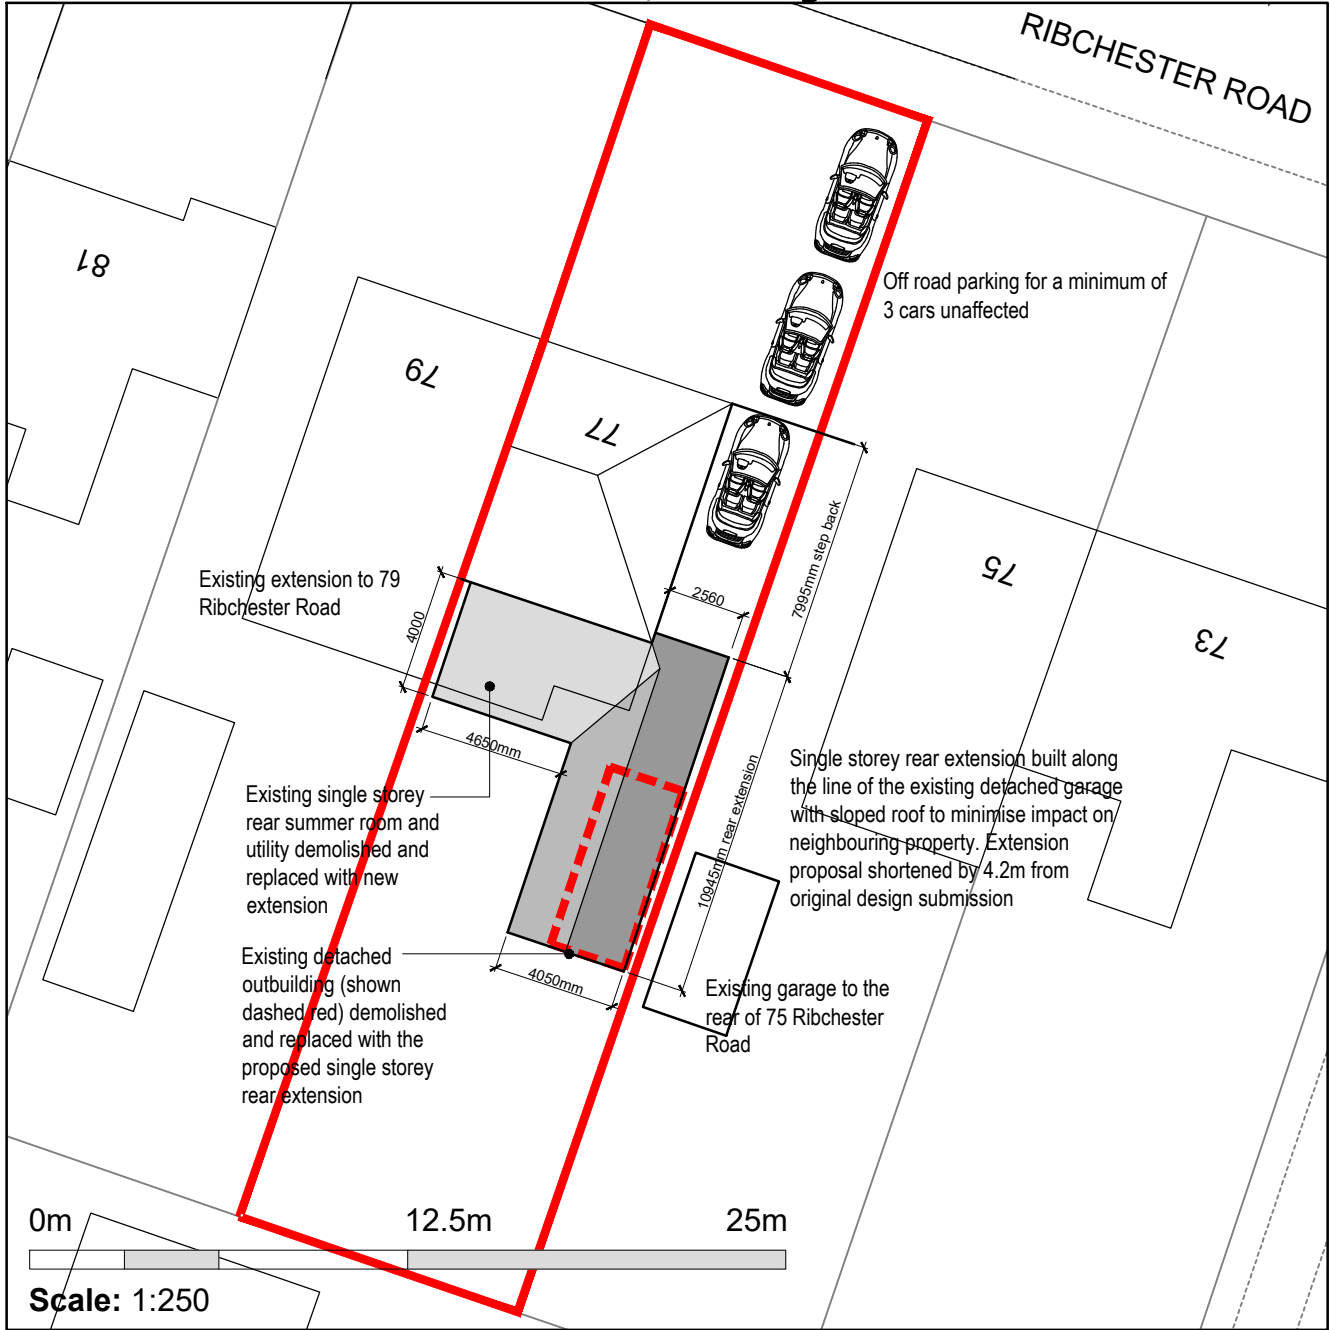 RIBCHESTER ROAD
81
Off road parking for a minimum of
3 cars unaffected
79
77
7995mm step back
75
Existing extension to 79
Ribchester Road
2560
4000
73
4650mm
Single storey rear extension built along
the line of the existing detached garage
with sloped roof to minimise impact on
neighbouring property. Extension
proposal shortened by 4.2m from
original design submission
10945mm rear extension
Existing single storey
rear summer room and
utility demolished and
replaced with new
extension
Existing detached
outbuilding (shown
dashed red) demolished
and replaced with the
proposed single storey
rear extension
4050mm
Existing garage to the
rear of 75 Ribchester
Road
0m 12.5m 25m
Scale: 1:250